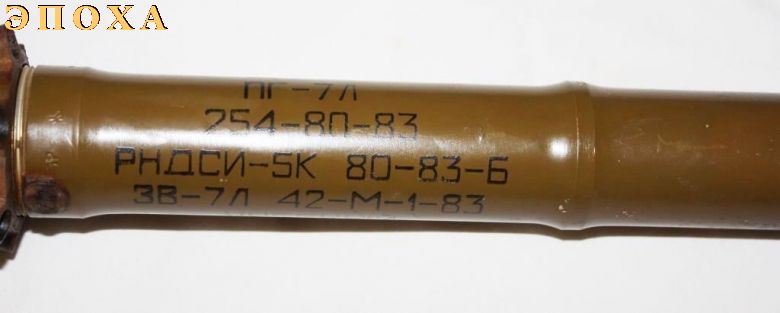 ЭПОХА
ПГ-7Л
254-80-83
РНДСИ-5К 80-83-Б
ЗВ-7Л 42-М-1-83